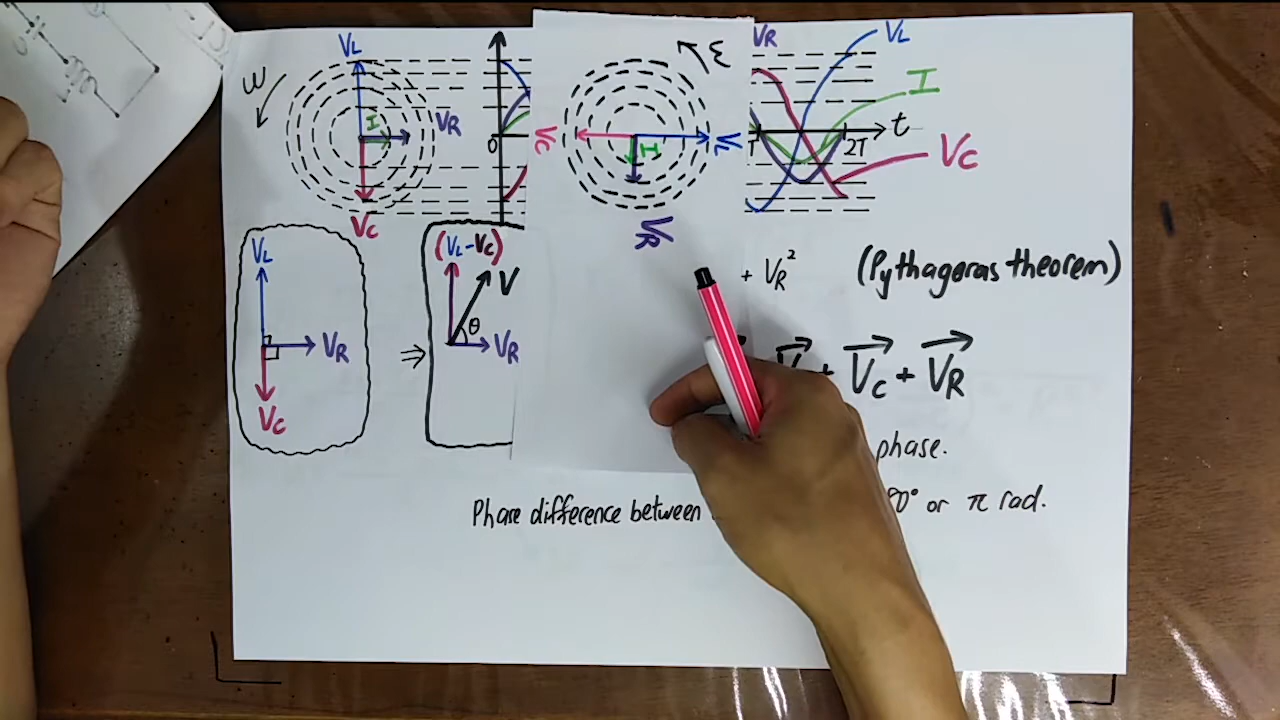 VL
ω
I
VR
VC
0
VC
I
VL
VR
ω
VR
VL
I
t
T
2T
VC
VL
VR
VC
⇒
(VL-VC)
V
θ
VR
+ VR²
(Pythagoras theorem)
+ VC + VR
phase.
Phase difference between
or π rad.